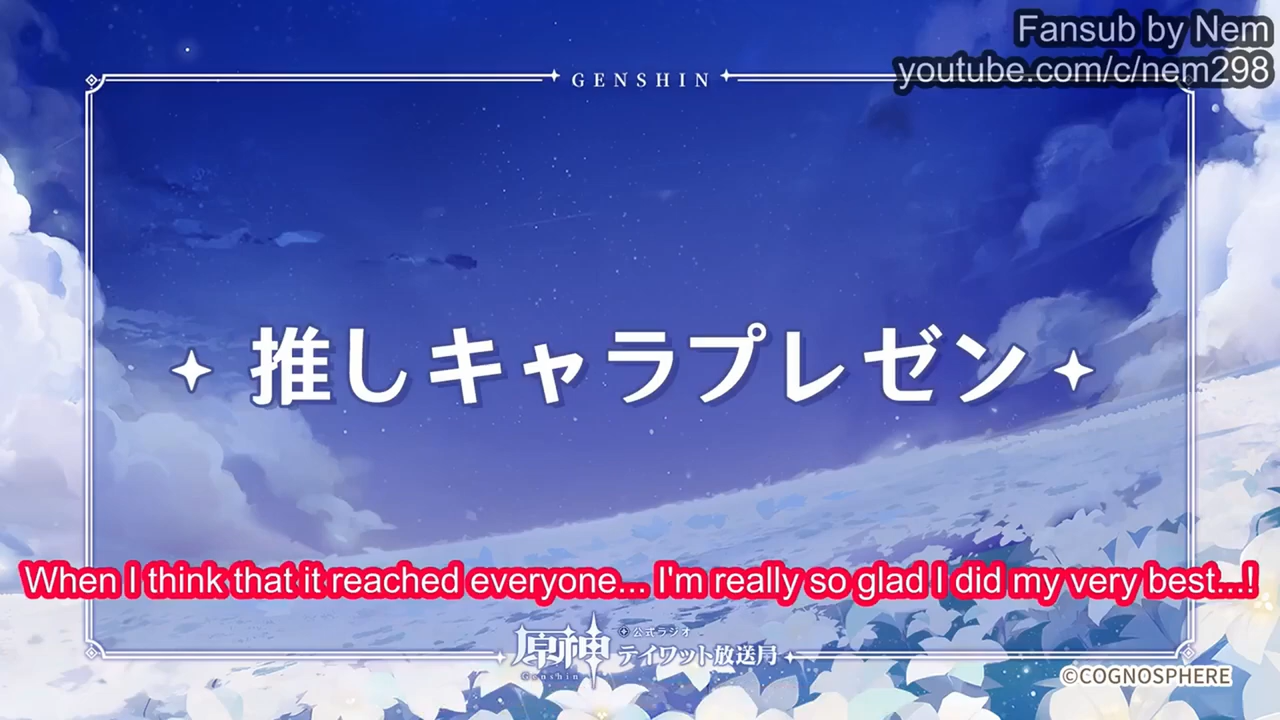 Fansub by Nem
youtube.com/c/nem298
GENSHIN
推しキャラプレゼン
When I think that it reached everyone... I'm really so glad I did my very best...!
原神
Genshin
公式ラジオ
テイワット放送局
©COGNOSPHERE